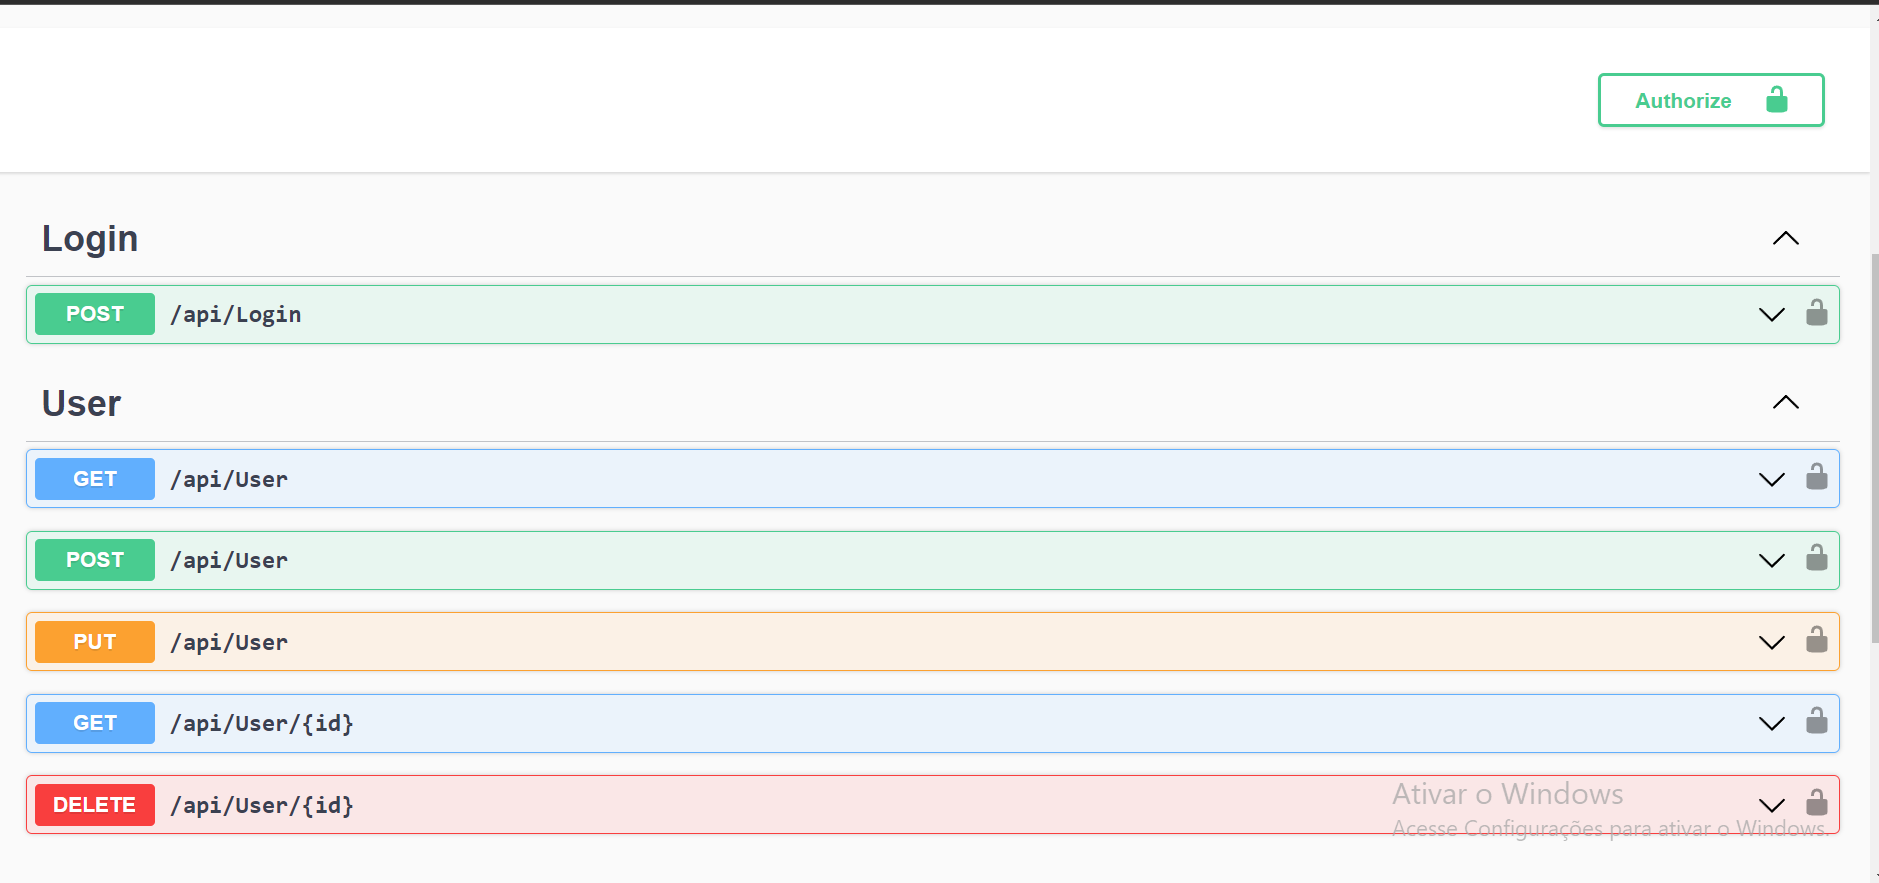 Authorize
Login
POST /api/Login
User
GET /api/User
POST /api/User
PUT /api/User
GET /api/User/{id}
DELETE /api/User/{id}
Ativar o Windows
Acesse Configurações para ativar o Windows.